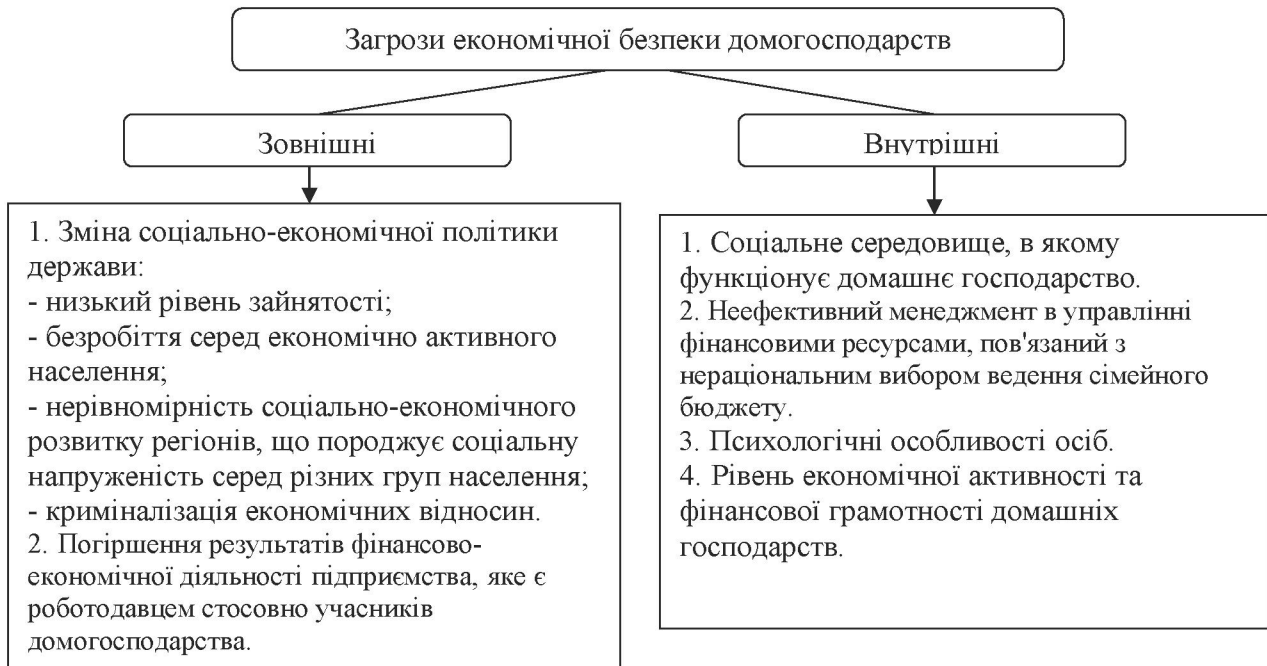 Загрози економічної безпеки домогосподарств
Зовнішні
Внутрішні
1. Зміна соціально-економічної політики
держави:
- низький рівень зайнятості;
- безробіття серед економічно активного
населення;
- нерівномірність соціально-економічного
розвитку регіонів, що породжує соціальну
напруженість серед різних груп населення;
- криміналізація економічних відносин.
2. Погіршення результатів фінансово-
економічної діяльності підприємства, яке є
роботодавцем стосовно учасників
домогосподарства.
1. Соціальне середовище, в якому
функціонує домашнє господарство.
2. Неефективний менеджмент в управлінні
фінансовими ресурсами, пов'язаний з
нераціональним вибором ведення сімейного
бюджету.
3. Психологічні особливості осіб.
4. Рівень економічної активності та
фінансової грамотності домашніх
господарств.